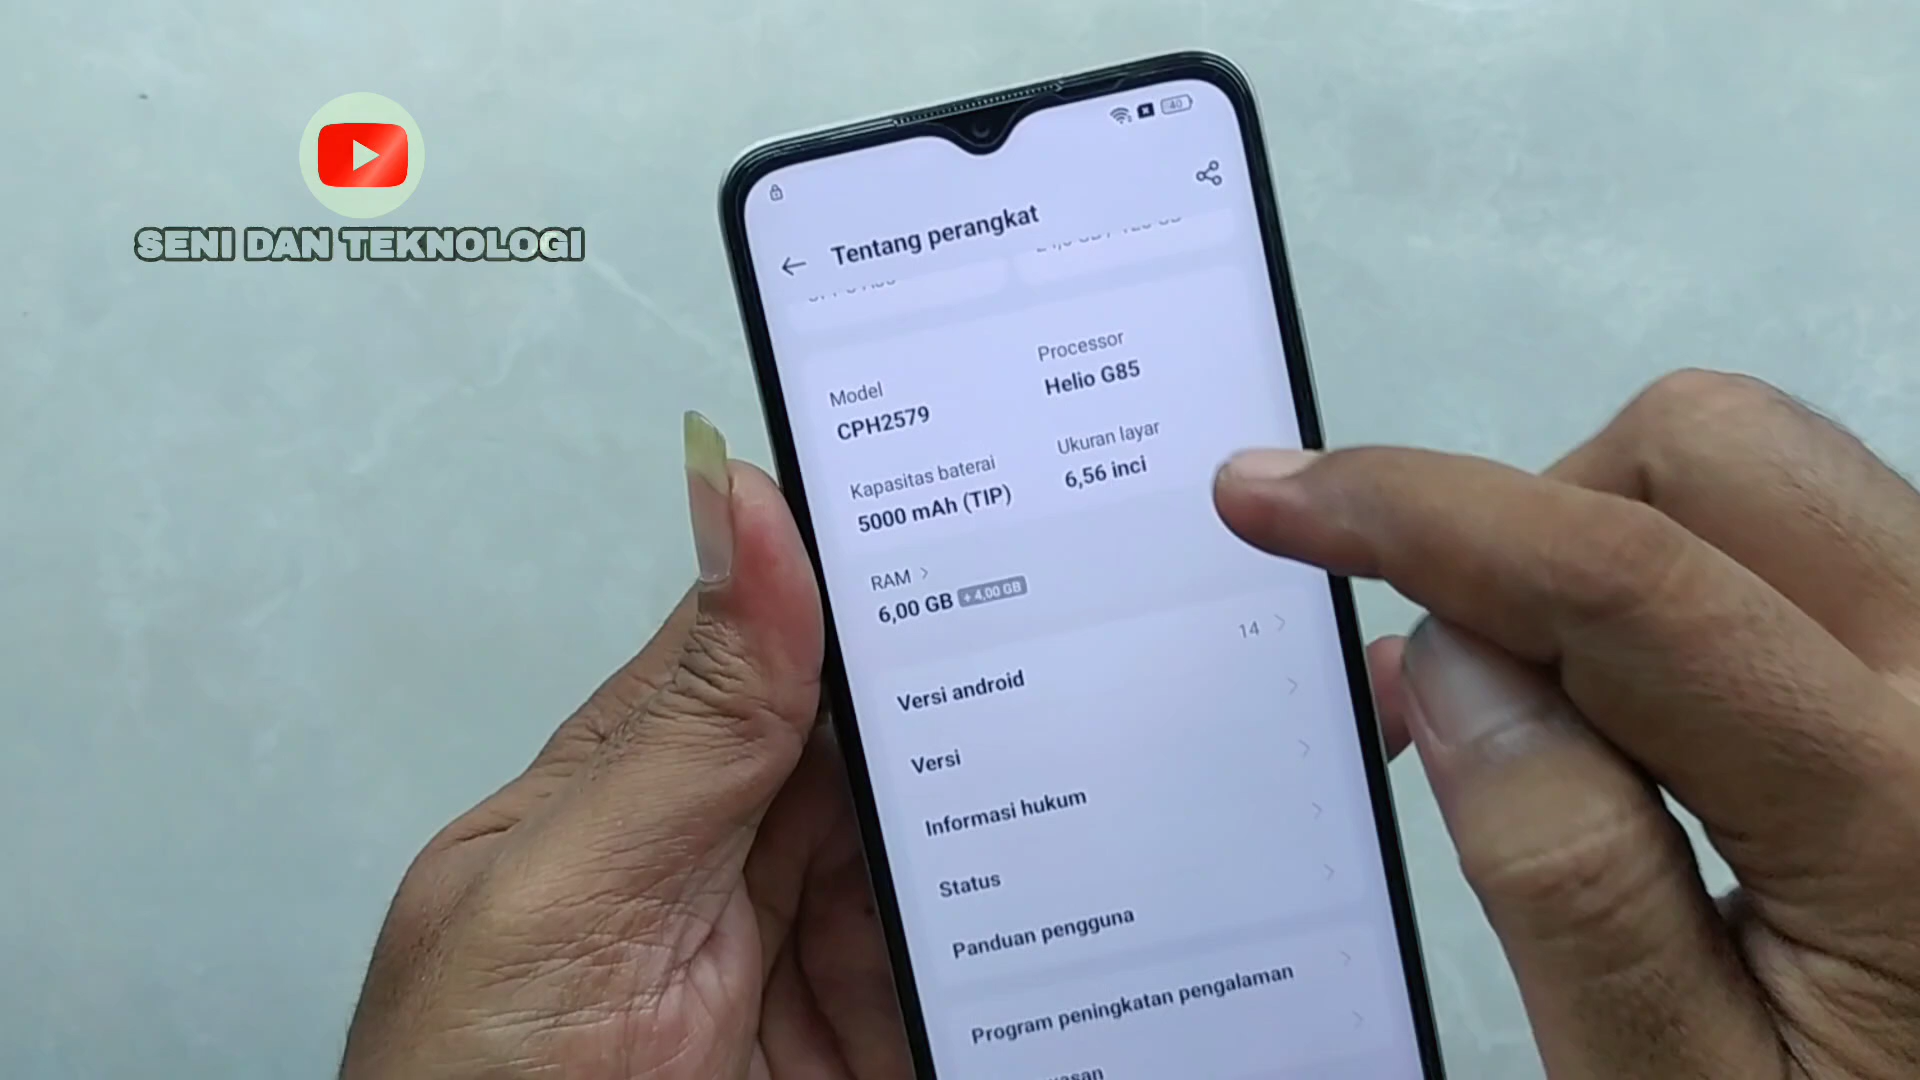 SENI DAN TEKNOLOGI
40
Tentang perangkat
Model
CPH2579
Processor
Helio G85
Kapasitas baterai
5000 mAh (TIP)
Ukuran layar
6,56 inci
RAM
6,00 GB + 4,00 GB
Versi android 14
Versi
Informasi hukum
Status
Panduan pengguna
Program peningkatan pengalaman